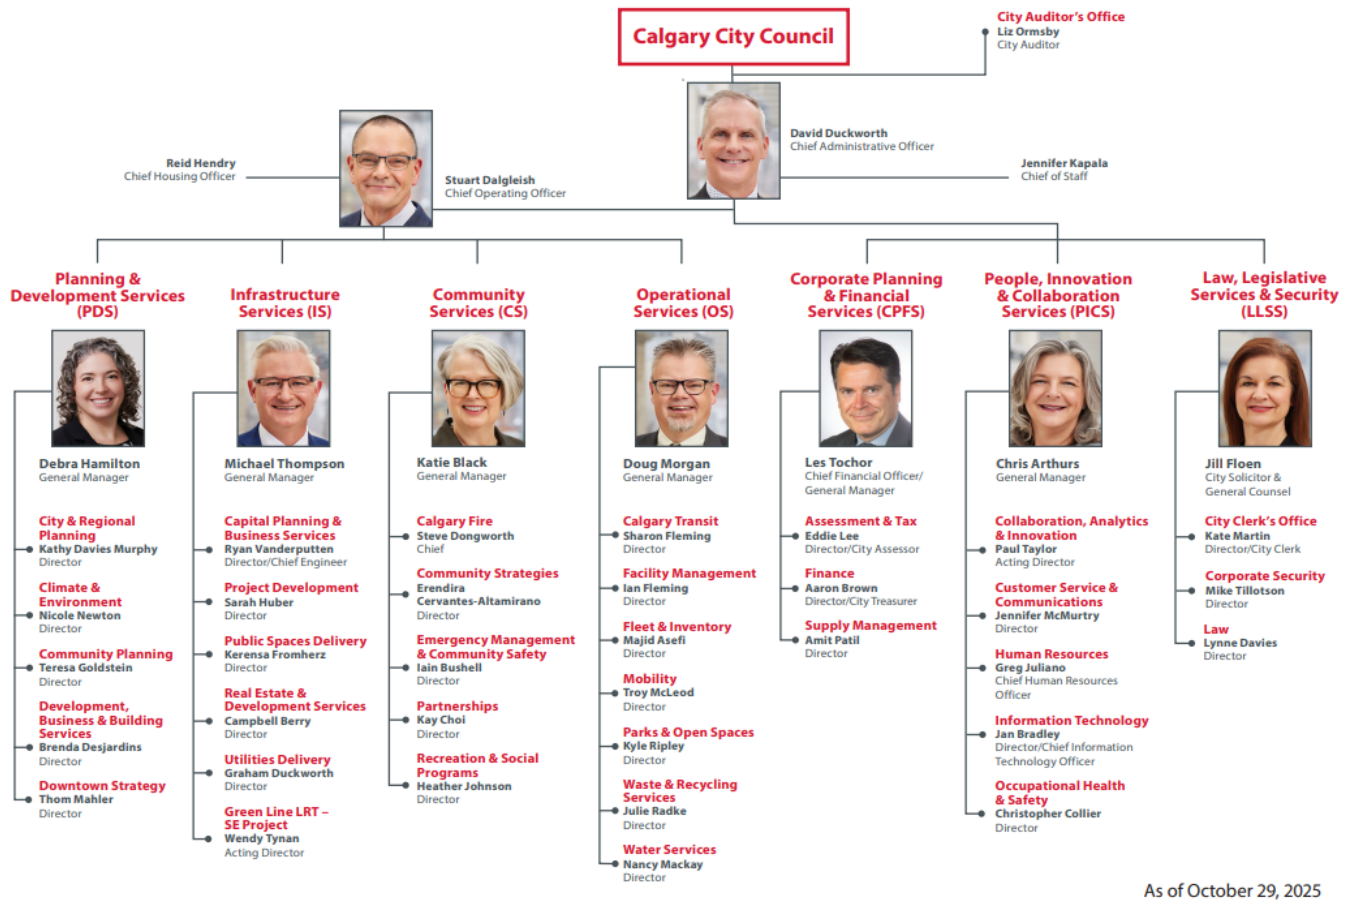 Calgary City Council
City Auditor's Office
Liz Ormsby
City Auditor
David Duckworth
Chief Administrative Officer
Reid Hendry
Chief Housing Officer
Stuart Dalgleish
Chief Operating Officer
Jennifer Kapala
Chief of Staff
Planning &
Development Services
(PDS)
Debra Hamilton
General Manager
City & Regional
Planning
Kathy Davies Murphy
Director
Climate &
Environment
Nicole Newton
Director
Community Planning
Teresa Goldstein
Director
Development,
Business & Building
Services
Brenda Desjardins
Director
Downtown Strategy
Thom Mahler
Director
Infrastructure
Services (IS)
Michael Thompson
General Manager
Capital Planning &
Business Services
Ryan Vanderputten
Director/Chief Engineer
Project Development
Sarah Huber
Director
Public Spaces Delivery
Kerensa Fromherz
Director
Real Estate &
Development Services
Campbell Berry
Director
Utilities Delivery
Graham Duckworth
Director
Green Line LRT –
SE Project
Wendy Tynan
Acting Director
Community
Services (CS)
Katie Black
General Manager
Calgary Fire
Steve Dongworth
Chief
Community Strategies
Erendira
Cervantes-Altamirano
Director
Emergency Management
& Community Safety
Iain Bushell
Director
Partnerships
Kay Choi
Director
Recreation & Social
Programs
Heather Johnson
Director
Operational
Services (OS)
Doug Morgan
General Manager
Calgary Transit
Sharon Fleming
Director
Facility Management
Ian Fleming
Director
Fleet & Inventory
Majid Asefi
Director
Mobility
Troy McLeod
Director
Parks & Open Spaces
Kyle Ripley
Director
Waste & Recycling
Services
Julie Radke
Director
Water Services
Nancy Mackay
Director
Corporate Planning
& Financial
Services (CPFS)
Les Tochor
Chief Financial Officer/
General Manager
Assessment & Tax
Eddie Lee
Director/City Assessor
Finance
Aaron Brown
Director/City Treasurer
Supply Management
Amit Patil
Director
People, Innovation
& Collaboration
Services (PICS)
Chris Arthurs
General Manager
Collaboration, Analytics
& Innovation
Paul Taylor
Acting Director
Customer Service &
Communications
Jennifer McMurtry
Director
Human Resources
Greg Juliano
Chief Human Resources
Officer
Information Technology
Jan Bradley
Director/Chief Information
Technology Officer
Occupational Health
& Safety
Christopher Collier
Director
Law, Legislative
Services & Security
(LLSS)
Jill Floen
City Solicitor &
General Counsel
City Clerk's Office
Kate Martin
Director/City Clerk
Corporate Security
Mike Tillotson
Director
Law
Lynne Davies
Director
As of October 29, 2025